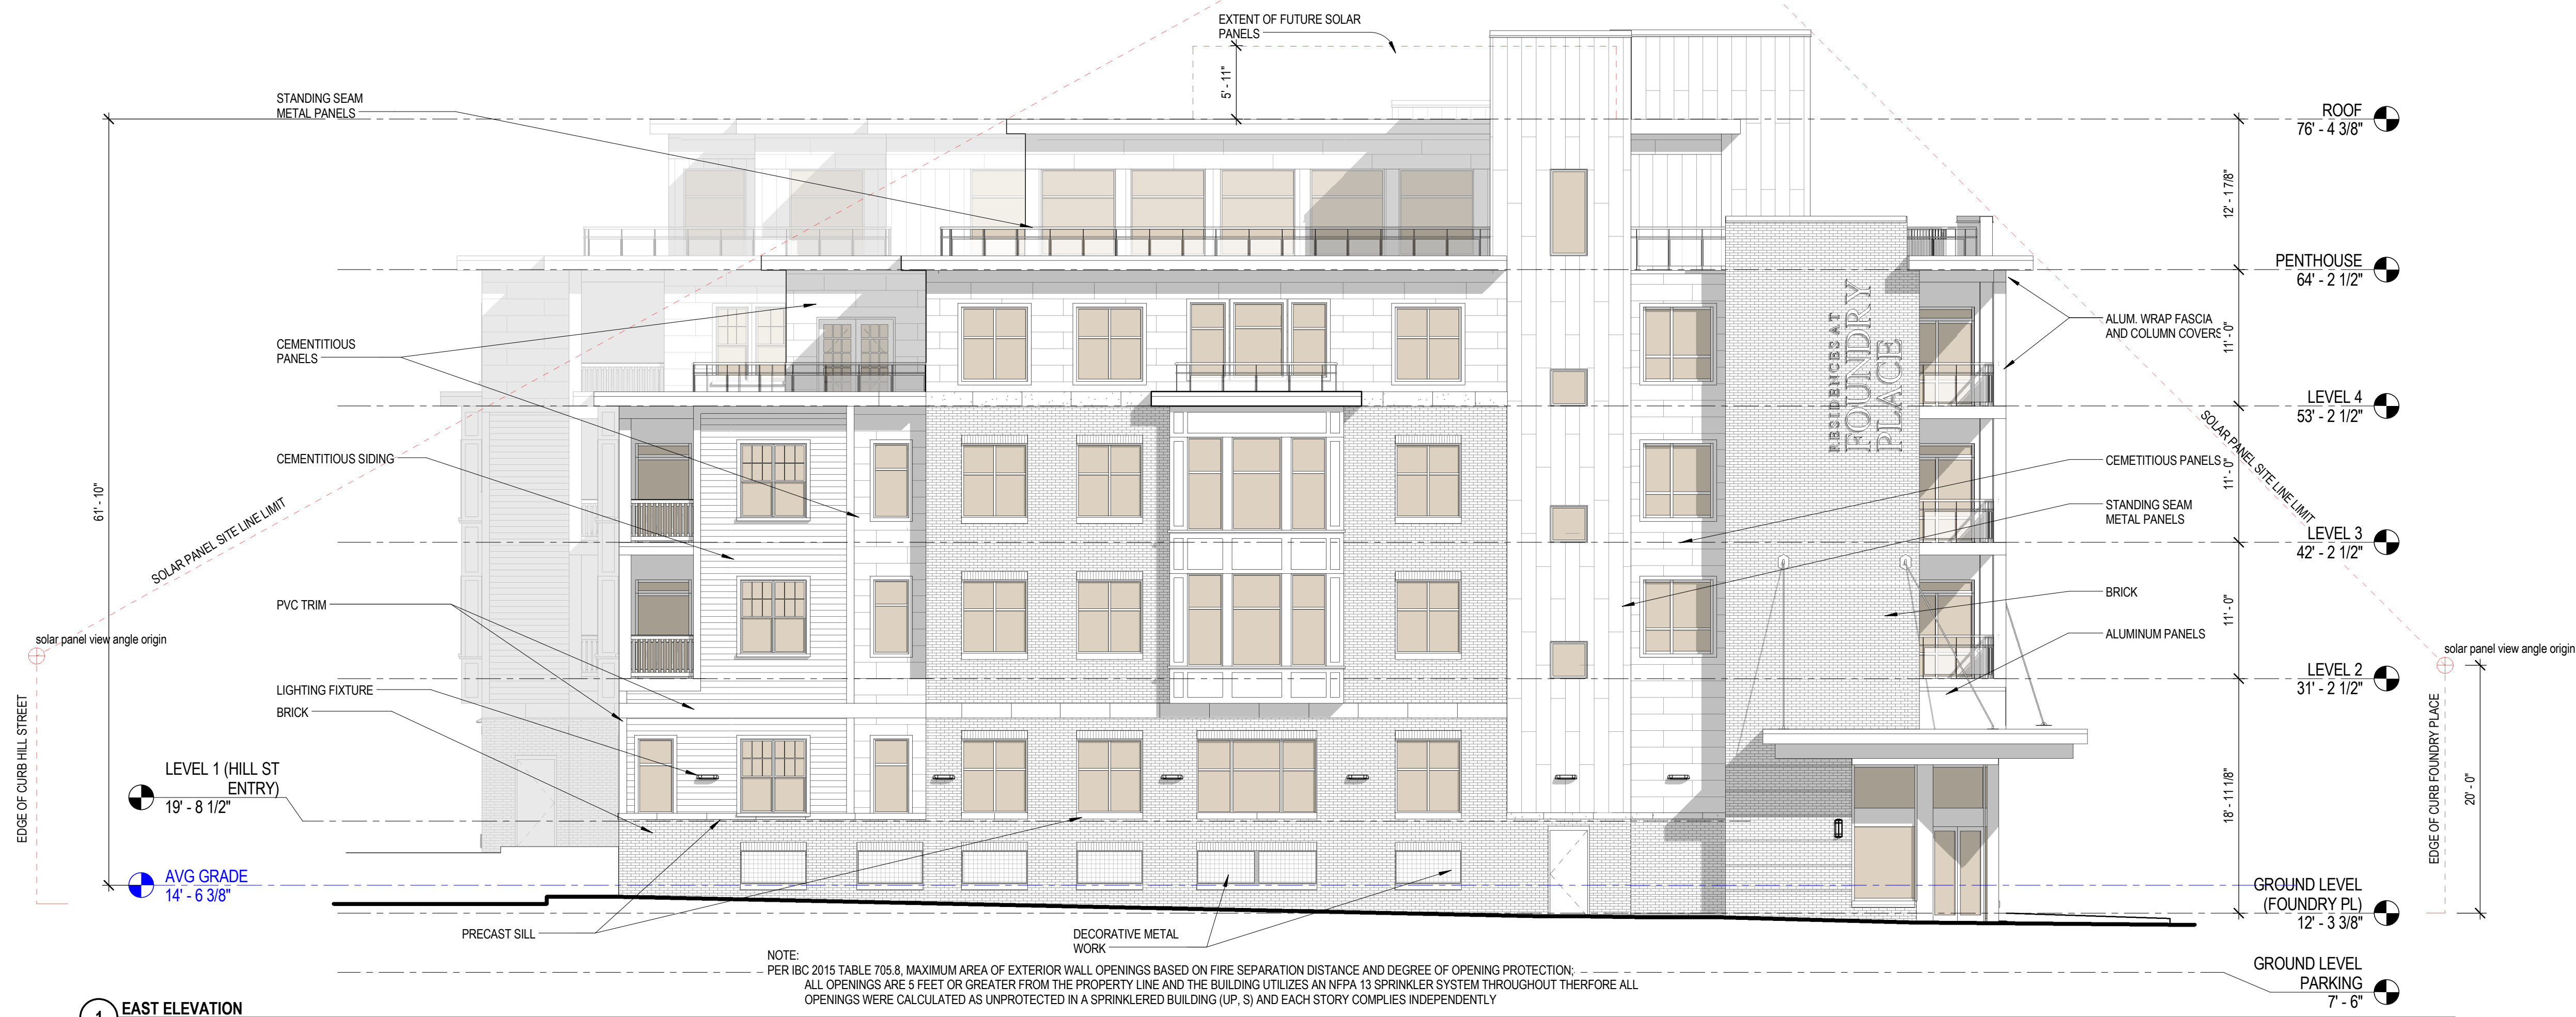 EXTENT OF FUTURE SOLAR
PANELS
5' - 11"
STANDING SEAM
METAL PANELS
ROOF
76' - 4 3/8"
12' - 1 7/8"
PENTHOUSE
64' - 2 1/2"
RESIDENCES AT
FOUNDRY
PLACE
ALUM. WRAP FASCIA
AND COLUMN COVERS
11' - 0"
CEMENTITIOUS
PANELS
LEVEL 4
53' - 2 1/2"
SOLAR PANEL SITE LINE LIMIT
CEMENTITIOUS SIDING
CEMETITIOUS PANELS
11' - 0"
61' - 10"
STANDING SEAM
METAL PANELS
SOLAR PANEL SITE LINE LIMIT
LEVEL 3
42' - 2 1/2"
PVC TRIM
BRICK
11' - 0"
solar panel view angle origin
ALUMINUM PANELS
solar panel view angle origin
LEVEL 2
31' - 2 1/2"
LIGHTING FIXTURE
BRICK
EDGE OF CURB HILL STREET
EDGE OF CURB FOUNDRY PLACE
20' - 0"
LEVEL 1 (HILL ST
ENTRY)
19' - 8 1/2"
18' - 11 1/8"
AVG GRADE
14' - 6 3/8"
GROUND LEVEL
(FOUNDRY PL)
12' - 3 3/8"
PRECAST SILL
DECORATIVE METAL
WORK
NOTE:
PER IBC 2015 TABLE 705.8, MAXIMUM AREA OF EXTERIOR WALL OPENINGS BASED ON FIRE SEPARATION DISTANCE AND DEGREE OF OPENING PROTECTION;
ALL OPENINGS ARE 5 FEET OR GREATER FROM THE PROPERTY LINE AND THE BUILDING UTILIZES AN NFPA 13 SPRINKLER SYSTEM THROUGHOUT THERFORE ALL
OPENINGS WERE CALCULATED AS UNPROTECTED IN A SPRINKLERED BUILDING (UP, S) AND EACH STORY COMPLIES INDEPENDENTLY
GROUND LEVEL
PARKING
7' - 6"
1
EAST ELEVATION